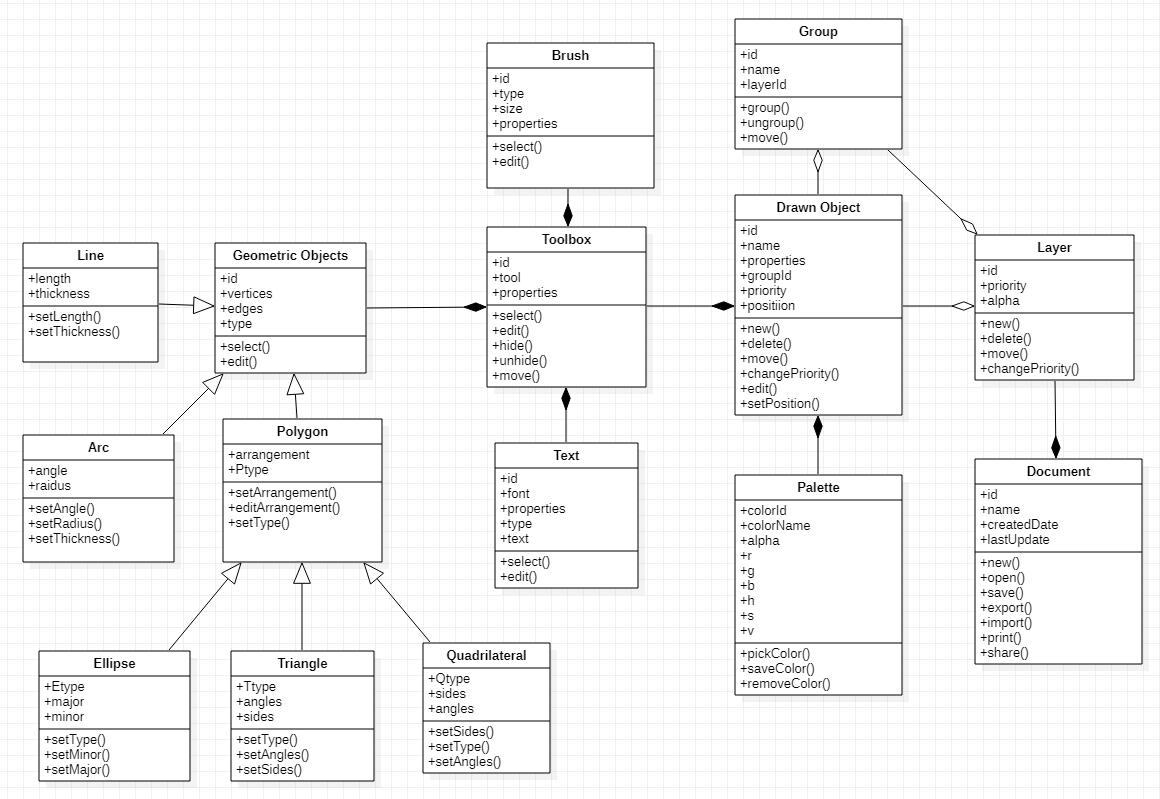 Group
+id
+name
+layerId
+group()
+ungroup()
+move()
Brush
+id
+type
+size
+properties
+select()
+edit()
Drawn Object
+id
+name
+properties
+groupId
+priority
+positiion
+new()
+delete()
+move()
+changePriority()
+edit()
+setPosition()
Toolbox
+id
+tool
+properties
+select()
+edit()
+hide()
+unhide()
+move()
Layer
+id
+priority
+alpha
+new()
+delete()
+move()
+changePriority()
Line
+length
+thickness
+setLength()
+setThickness()
Geometric Objects
+id
+vertices
+edges
+type
+select()
+edit()
Arc
+angle
+raidus
+setAngle()
+setRadius()
+setThickness()
Polygon
+arrangement
+Ptype
+setArrangement()
+editArrangement()
+setType()
Text
+id
+font
+properties
+type
+text
+select()
+edit()
Palette
+colorId
+colorName
+alpha
+r
+g
+b
+h
+s
+v
+pickColor()
+saveColor()
+removeColor()
Document
+id
+name
+createdDate
+lastUpdate
+new()
+open()
+save()
+export()
+import()
+print()
+share()
Ellipse
+Etype
+major
+minor
+setType()
+setMinor()
+setMajor()
Triangle
+Ttype
+angles
+sides
+setType()
+setAngles()
+setSides()
Quadrilateral
+Qtype
+sides
+angles
+setSides()
+setType()
+setAngles()